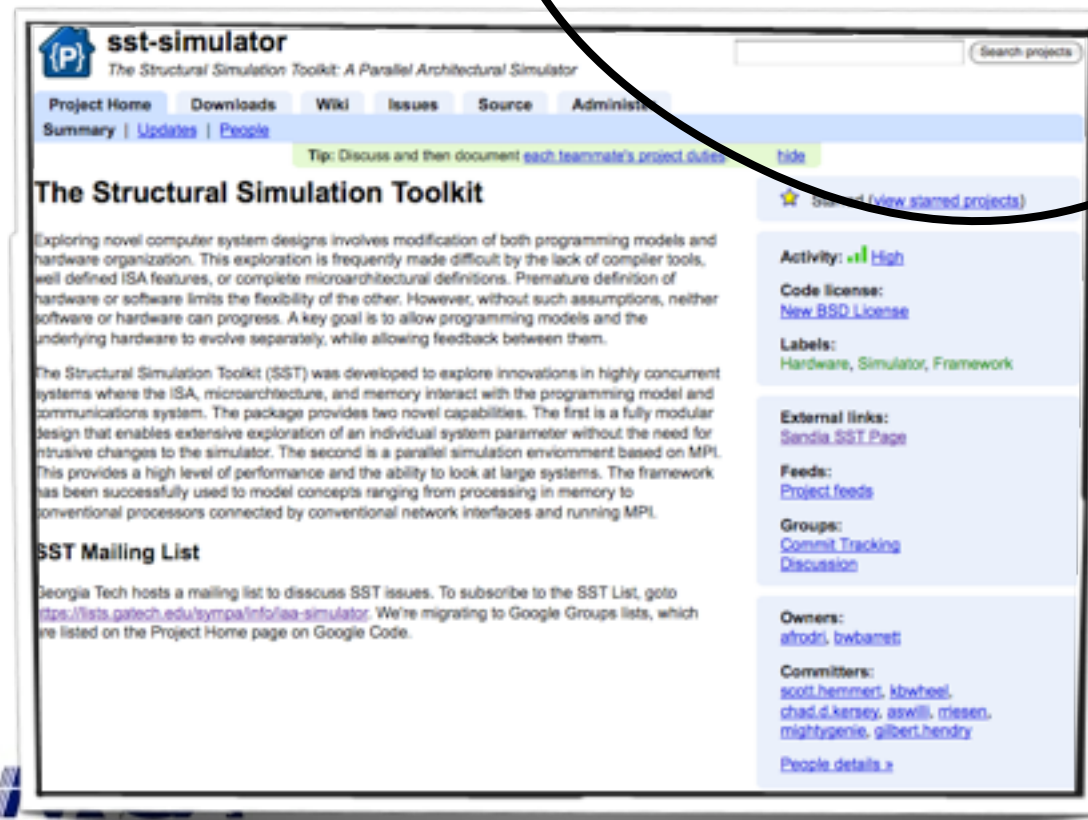 {P}
sst-simulator
The Structural Simulation Toolkit: A Parallel Architectural Simulator
Search projects
Project Home Downloads Wiki Issues Source Administer
Summary | Updates | People
Tip: Discuss and then document each teammate's project duties hide
The Structural Simulation Toolkit
Exploring novel computer system designs involves modification of both programming models and
hardware organization. This exploration is frequently made difficult by the lack of compiler tools,
well defined ISA features, or complete microarchitectural definitions. Premature definition of
hardware or software limits the flexibility of the other. However, without such assumptions, neither
software or hardware can progress. A key goal is to allow programming models and the
underlying hardware to evolve separately, while allowing feedback between them.
The Structural Simulation Toolkit (SST) was developed to explore innovations in highly concurrent
systems where the ISA, microarchtecture, and memory interact with the programming model and
communications system. The package provides two novel capabilities. The first is a fully modular
design that enables extensive exploration of an individual system parameter without the need for
intrusive changes to the simulator. The second is a parallel simulation enviornment based on MPI.
This provides a high level of performance and the ability to look at large systems. The framework
has been successfully used to model concepts ranging from processing in memory to
conventional processors connected by conventional network interfaces and running MPI.
SST Mailing List
Georgia Tech hosts a mailing list to disscuss SST issues. To subscribe to the SST List, goto
https://lists.gatech.edu/sympa/info/iaa-simulator. We're migrating to Google Groups lists, which
are listed on the Project Home page on Google Code.
Starred (view starred projects)
Activity: High
Code license:
New BSD License
Labels:
Hardware, Simulator, Framework
External links:
Sandia SST Page
Feeds:
Project feeds
Groups:
Commit Tracking
Discussion
Owners:
afrodri, bwbarrett
Committers:
scott.hemmert, kbwheel,
chad.d.kersey, aswilli, rriesen,
mightygenie, gilbert.hendry
People details »